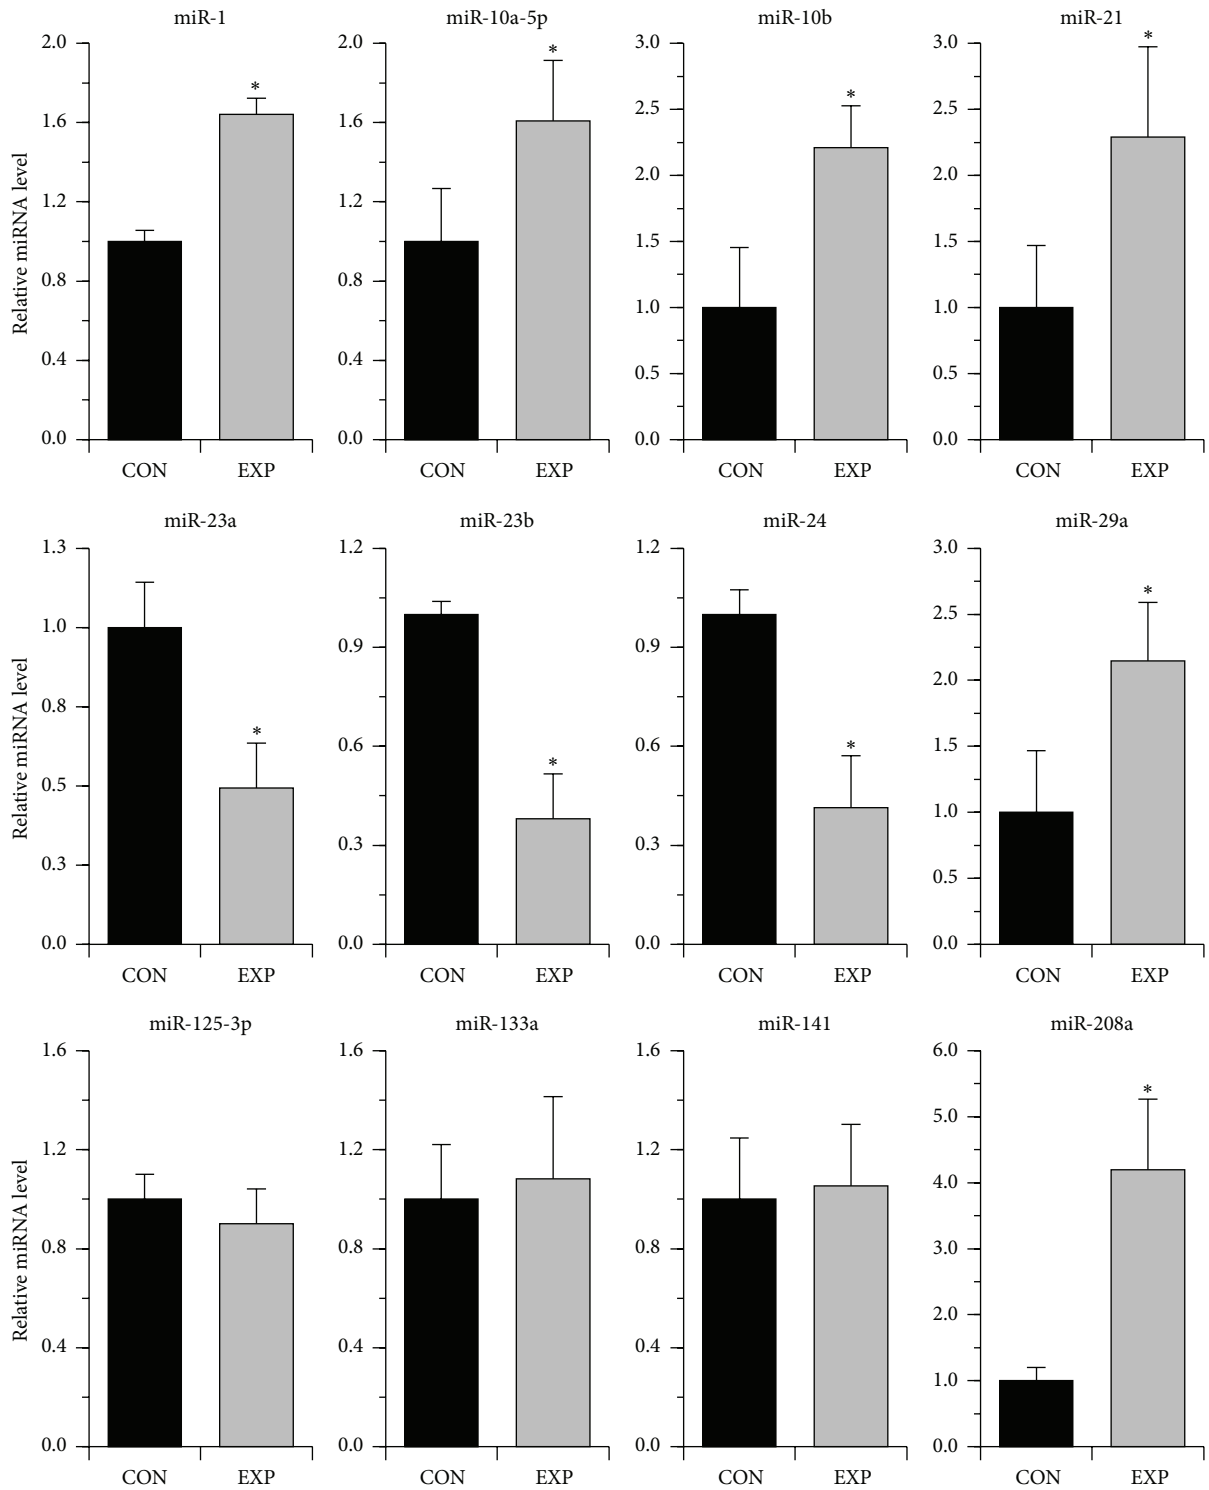 miR-1 miR-10a-5p miR-10b miR-21
Relative miRNA level
2.0 2.0 3.0 3.0
* * * *
1.6 1.6 2.5 2.5
1.2 1.2 2.0 2.0
0.8 0.8 1.5 1.5
0.4 0.4 1.0 1.0
0.0 0.0 0.5 0.5
0.0 0.0
CON EXP CON EXP CON EXP CON EXP
miR-23a miR-23b miR-24 miR-29a
Relative miRNA level
1.3 1.2 1.2 3.0
1.0 0.9 0.9 2.5
0.8 0.6 0.6 2.0
0.5 0.3 0.3 1.5
0.3 0.0 0.0 1.0
0.0 0.5
0.0
* * * *
CON EXP CON EXP CON EXP CON EXP
miR-125-3p miR-133a miR-141 miR-208a
Relative miRNA level
1.6 1.6 1.6 6.0
1.2 1.2 1.2 5.0
0.8 0.8 0.8 4.0
0.4 0.4 0.4 3.0
0.0 0.0 0.0 2.0
1.0
0.0
*
CON EXP CON EXP CON EXP CON EXP